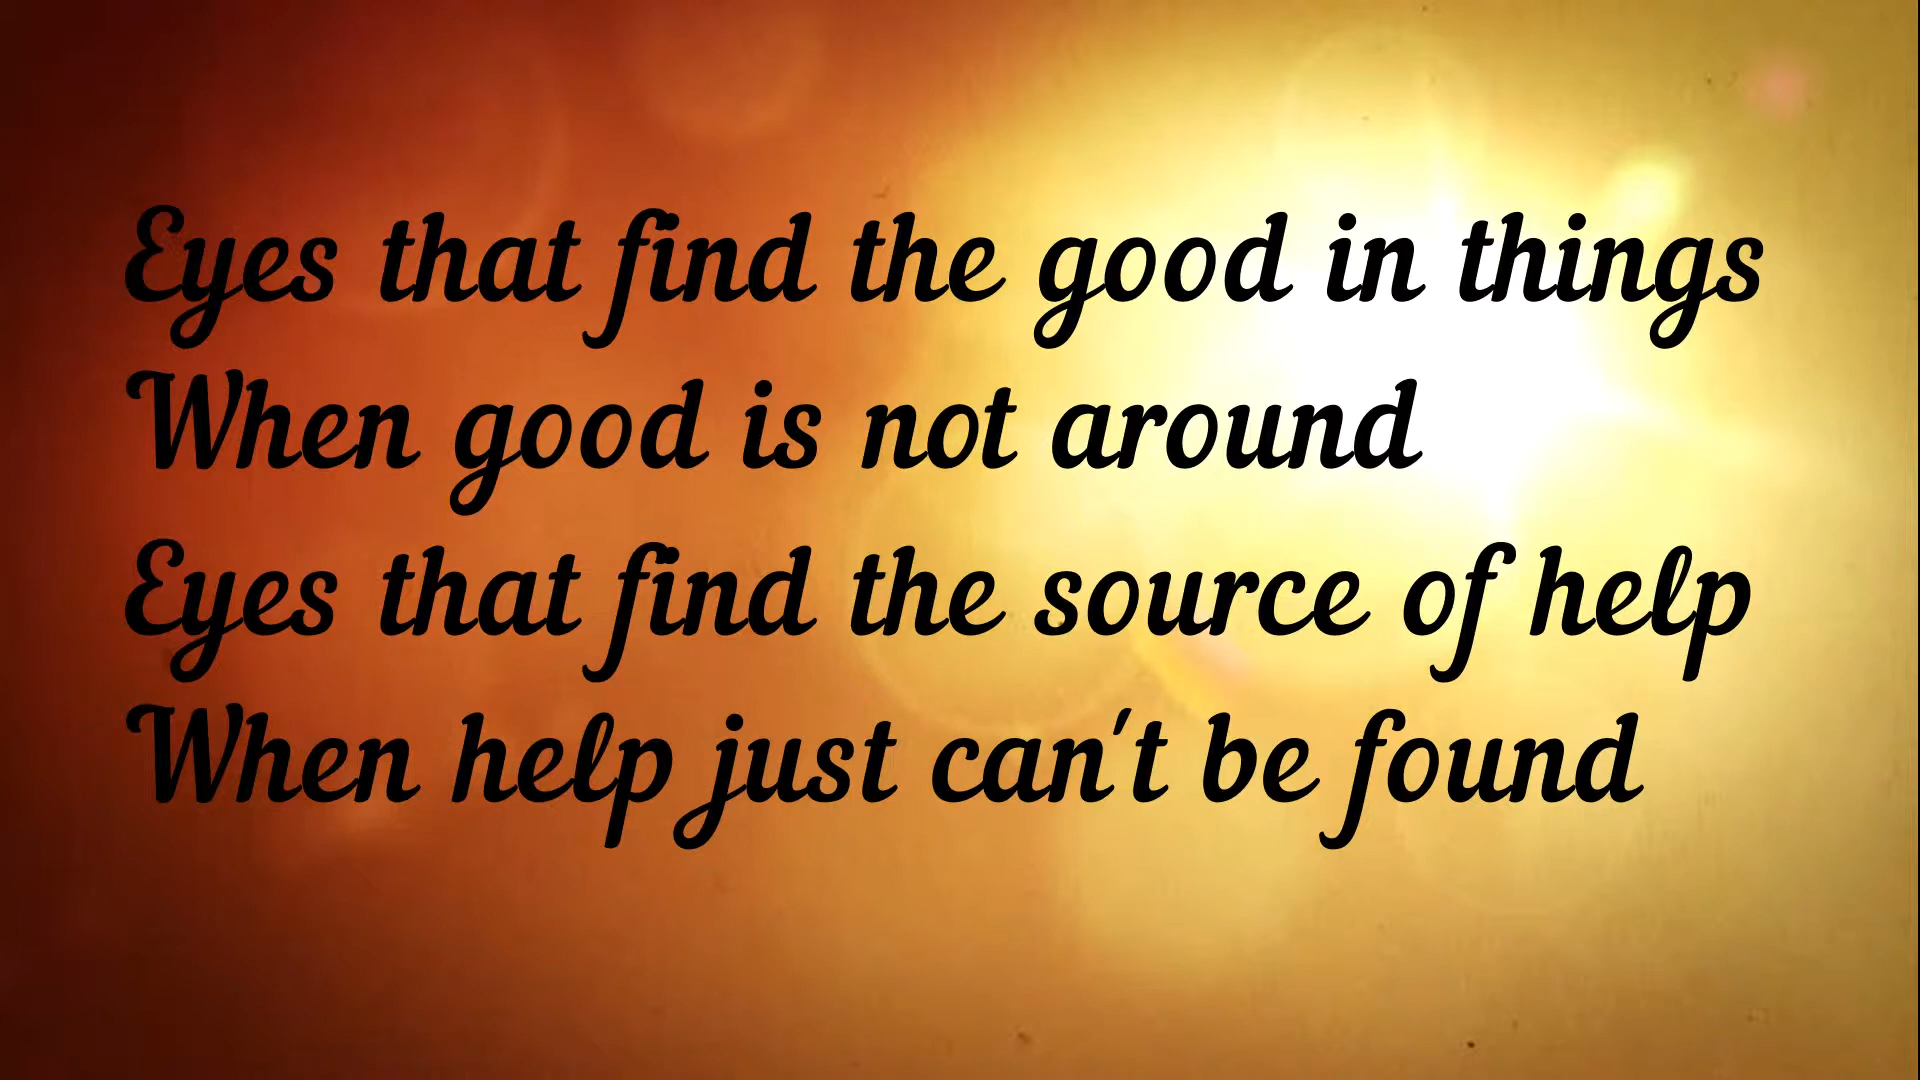 Eyes that find the good in things
When good is not around
Eyes that find the source of help
When help just can't be found